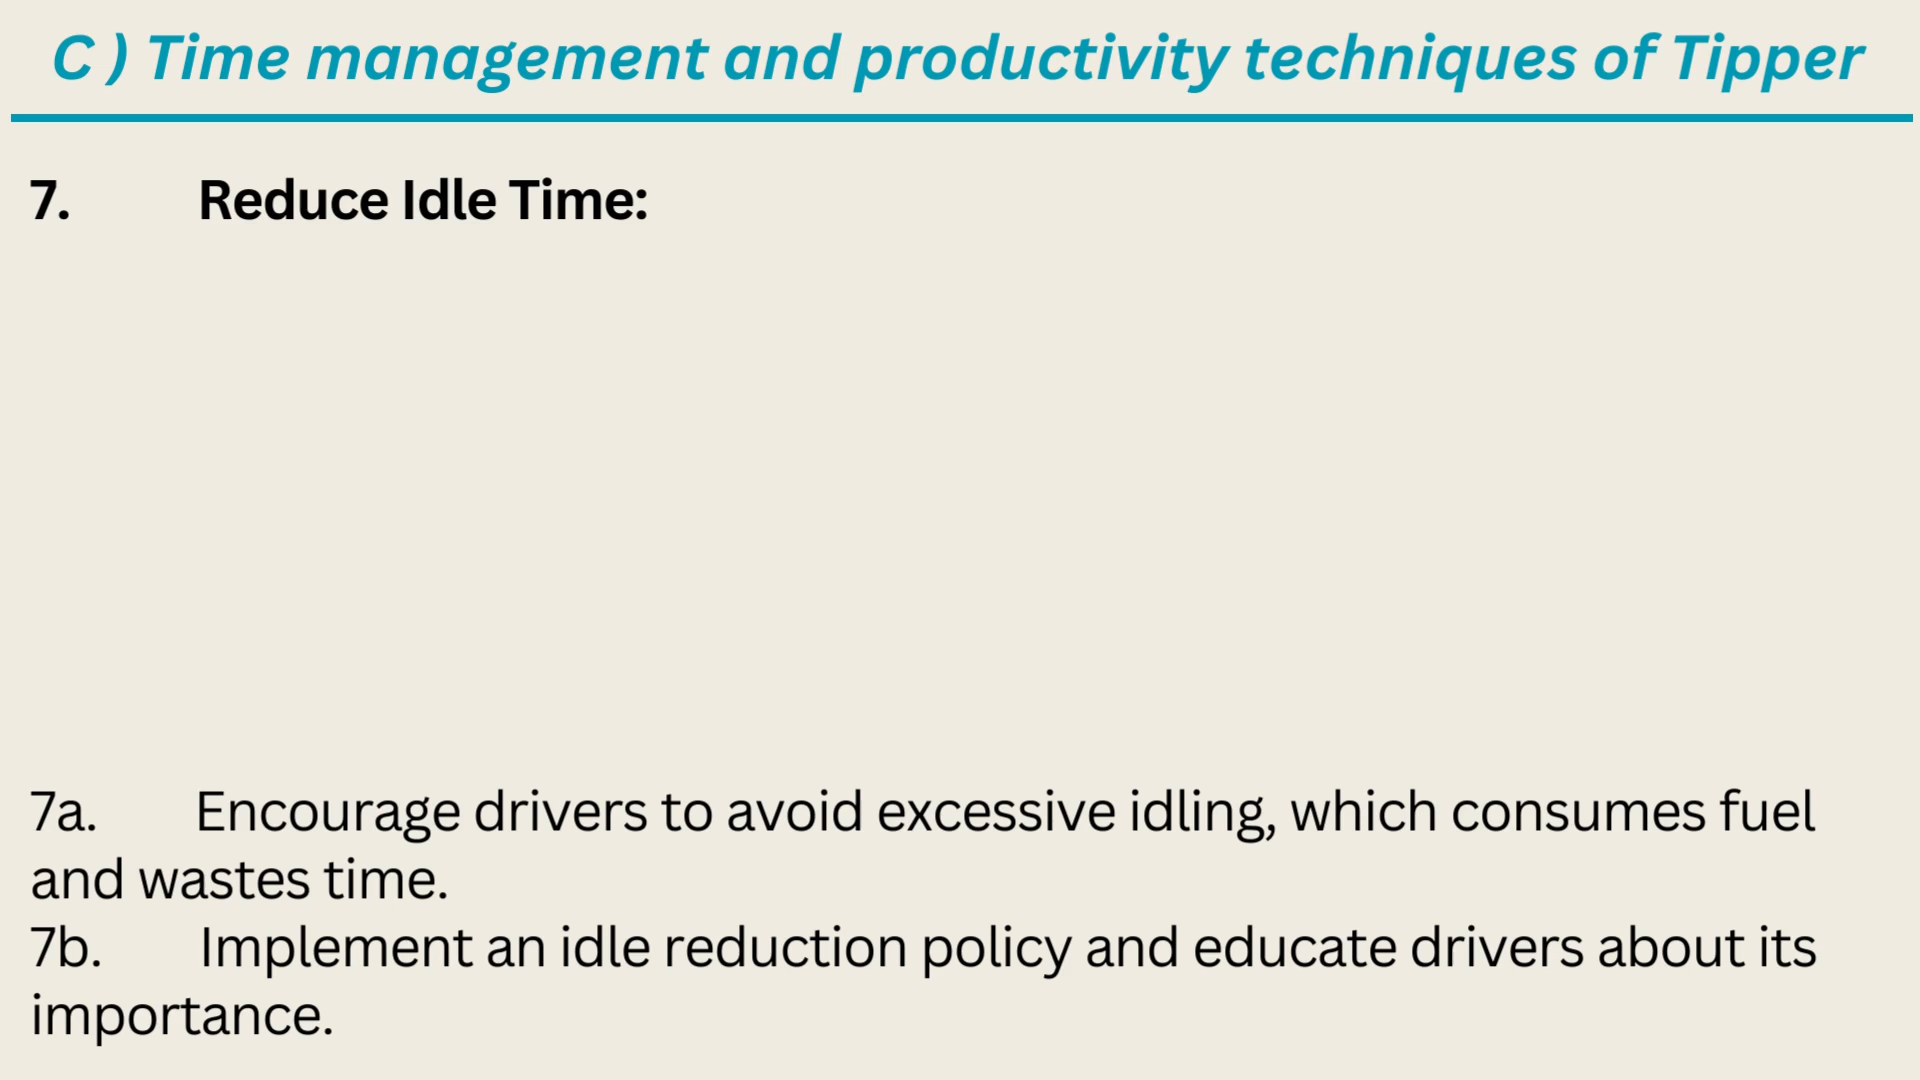 C ) Time management and productivity techniques of Tipper
7. Reduce Idle Time:
7a. Encourage drivers to avoid excessive idling, which consumes fuel
and wastes time.
7b. Implement an idle reduction policy and educate drivers about its
importance.